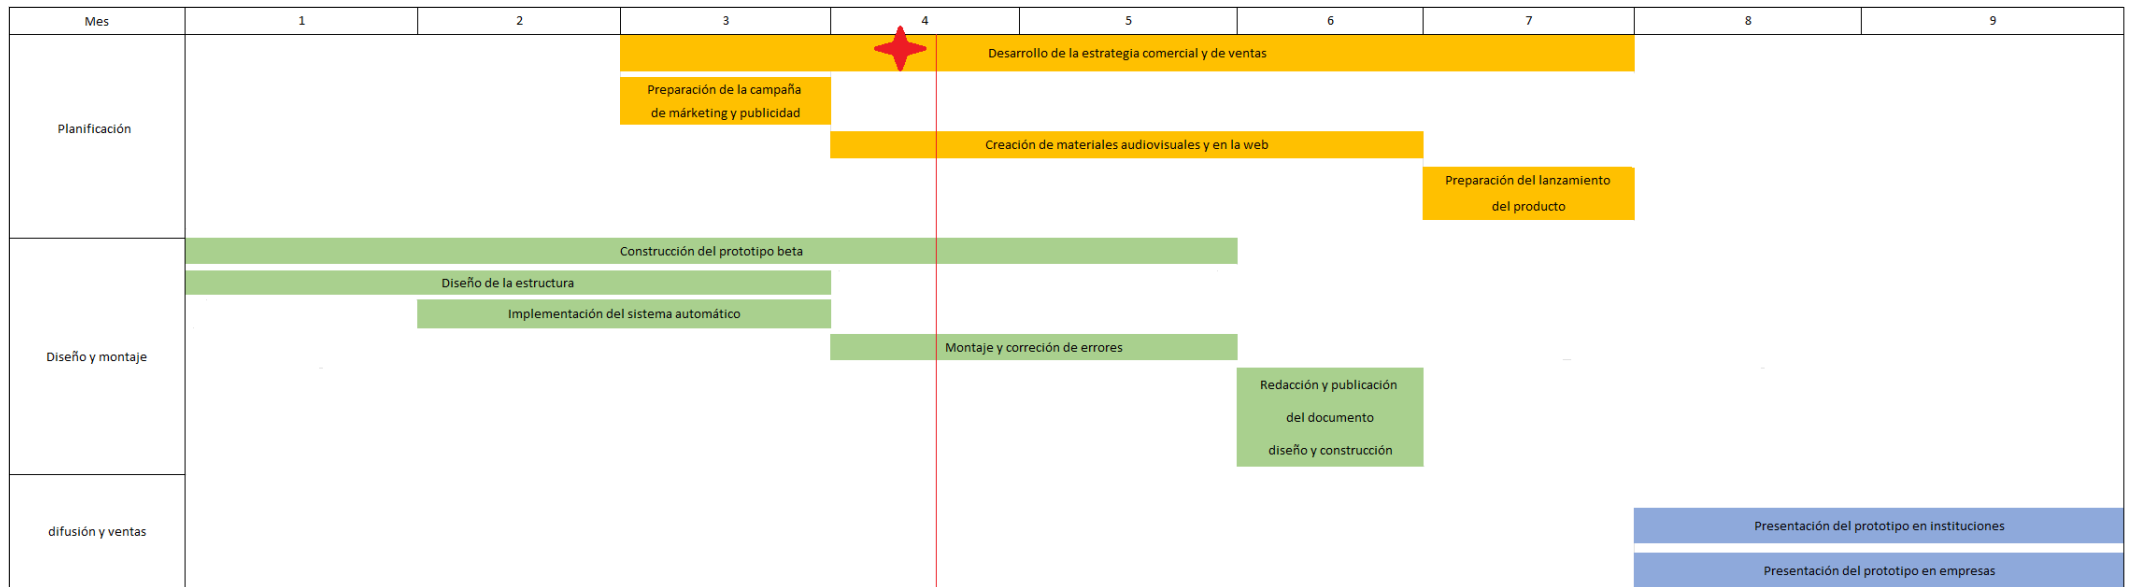 Mes 1 2 3 4 5 6 7 8 9
Planificación
Desarrollo de la estrategia comercial y de ventas
Preparación de la campaña
de márketing y publicidad
Creación de materiales audiovisuales y en la web
Preparación del lanzamiento
del producto
Diseño y montaje
Construcción del prototipo beta
Diseño de la estructura
Implementación del sistema automático
Montaje y correción de errores
Redacción y publicación
del documento
diseño y construcción
difusión y ventas
Presentación del prototipo en instituciones
Presentación del prototipo en empresas